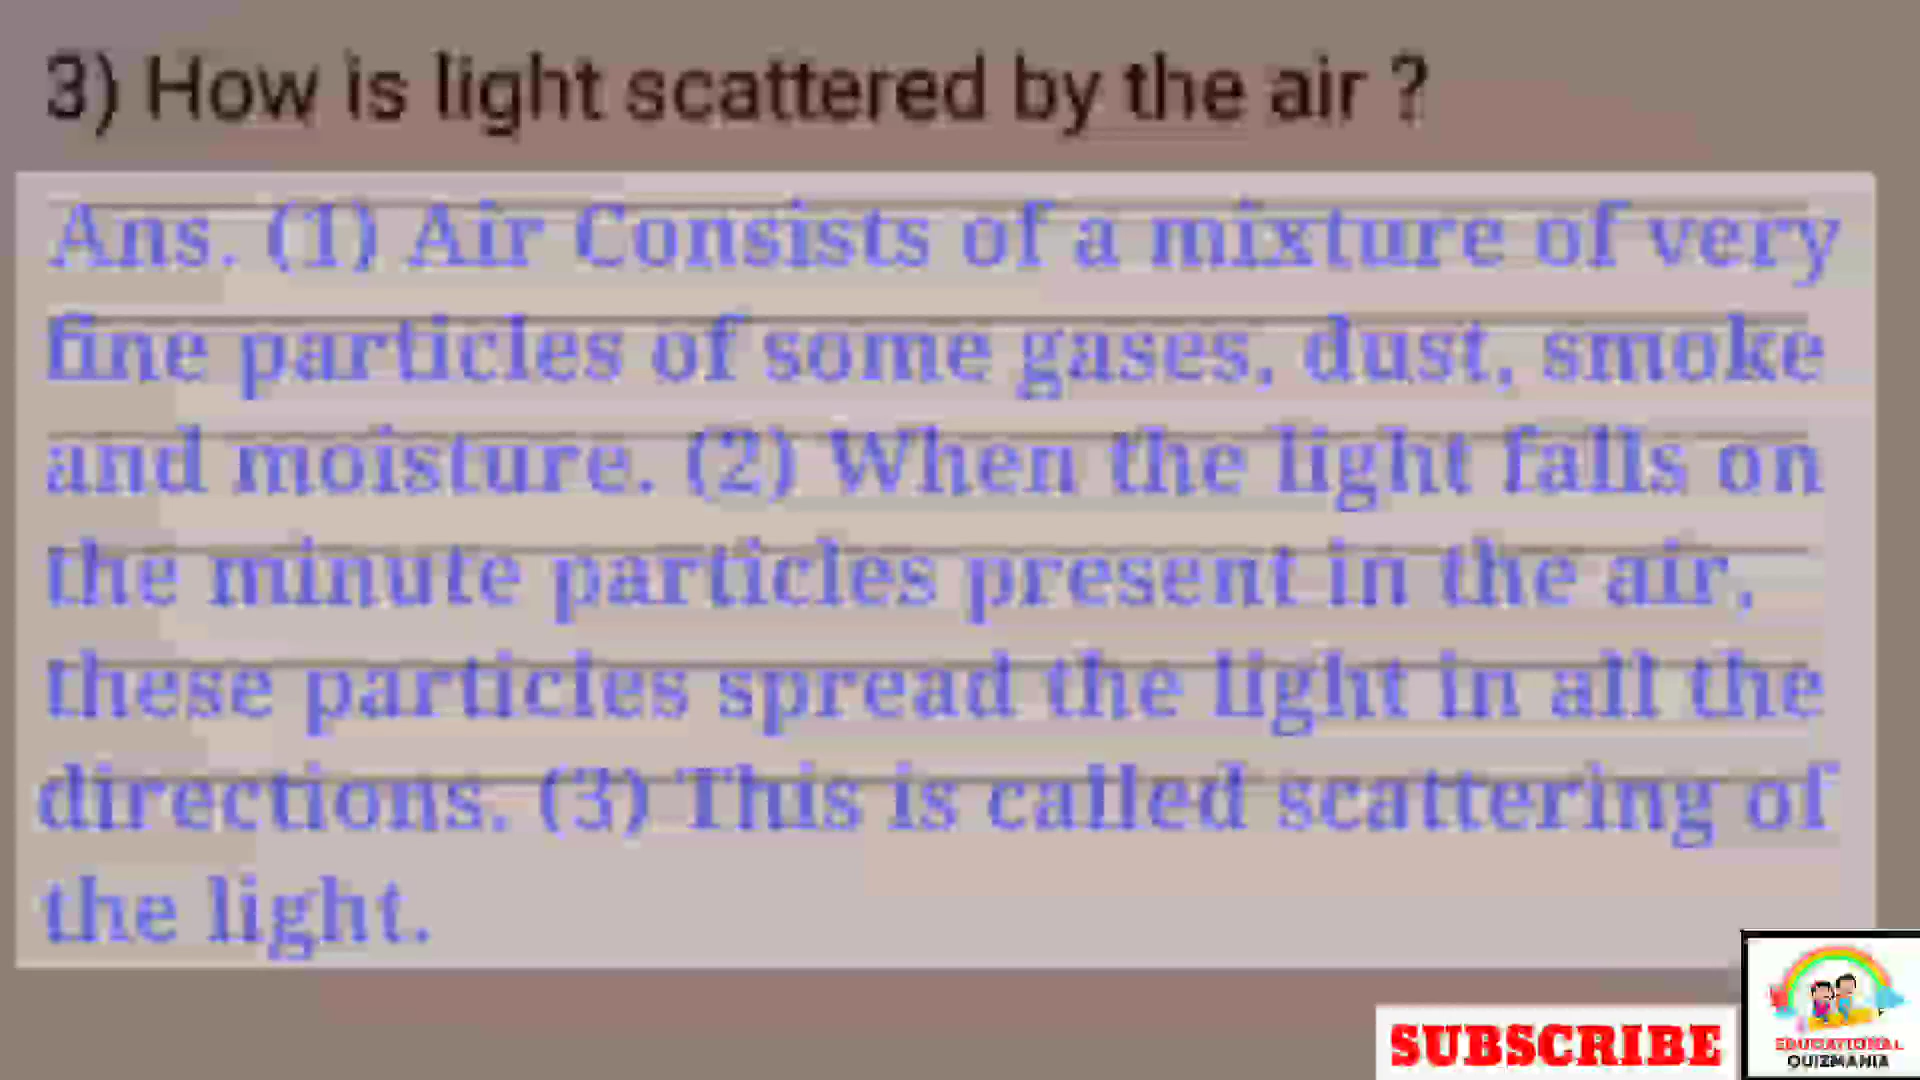 3) How is light scattered by the air ?
Ans. (1) Air Consists of a mixture of very
fine particles of some gases, dust, smoke
and moisture. (2) When the light falls on
the minute particles present in the air,
these particles spread the light in all the
directions. (3) This is called scattering of
the light.
SUBSCRIBE
EDUCATIONAL
QUIZMANIA